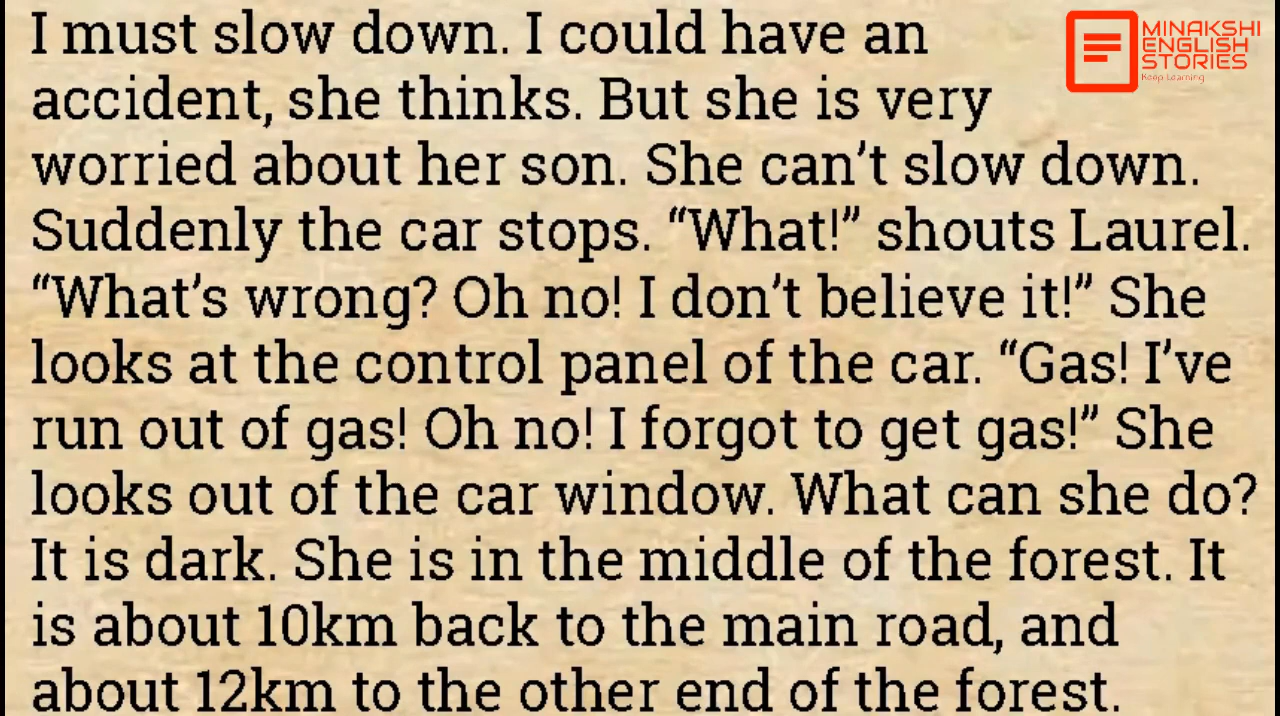 I must slow down. I could have an
accident, she thinks. But she is very
worried about her son. She can’t slow down.
Suddenly the car stops. “What!” shouts Laurel.
“What’s wrong? Oh no! I don’t believe it!” She
looks at the control panel of the car. “Gas! I’ve
run out of gas! Oh no! I forgot to get gas!” She
looks out of the car window. What can she do?
It is dark. She is in the middle of the forest. It
is about 10km back to the main road, and
about 12km to the other end of the forest.
MINAKSHI
ENGLISH
STORIES
Keep Learning